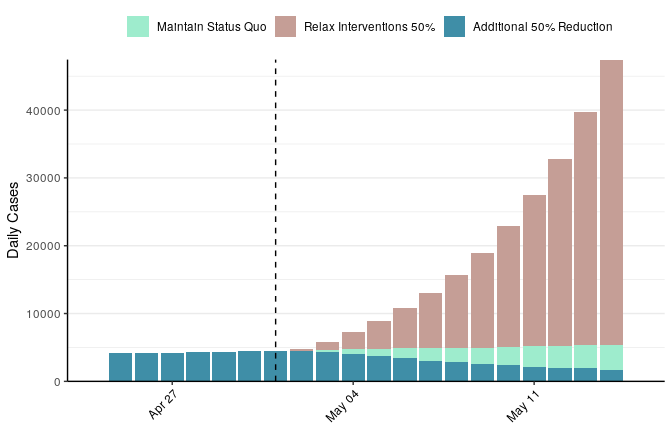 Maintain Status Quo Relax Interventions 50% Additional 50% Reduction
Daily Cases
40000
30000
20000
10000
0
Apr 27 May 04 May 11